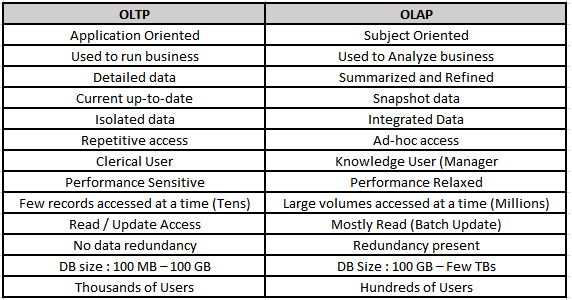 OLTP OLAP
Application Oriented Subject Oriented
Used to run business Used to Analyze business
Detailed data Summarized and Refined
Current up-to-date Snapshot data
Isolated data Integrated Data
Repetitive access Ad-hoc access
Clerical User Knowledge User (Manager
Performance Sensitive Performance Relaxed
Few records accessed at a time (Tens) Large volumes accessed at a time (Millions)
Read / Update Access Mostly Read (Batch Update)
No data redundancy Redundancy present
DB size : 100 MB – 100 GB DB Size : 100 GB – Few TBs
Thousands of Users Hundreds of Users